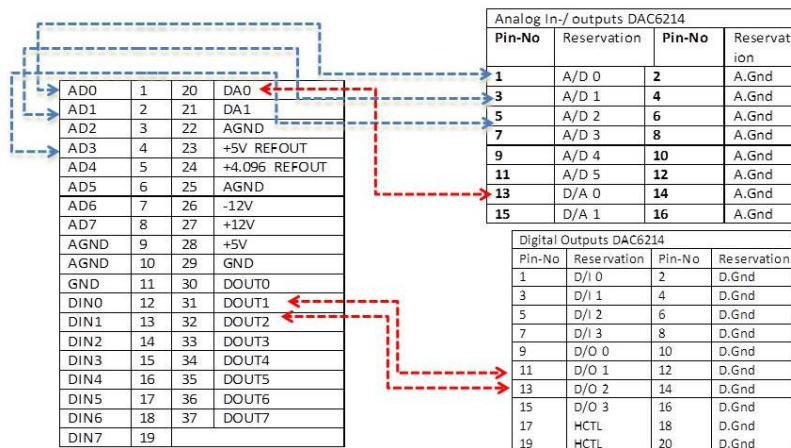 Analog In-/ outputs DAC6214
Pin-No Reservation Pin-No Reservat
ion
1 A/D 0 2 A.Gnd
3 A/D 1 4 A.Gnd
5 A/D 2 6 A.Gnd
7 A/D 3 8 A.Gnd
9 A/D 4 10 A.Gnd
11 A/D 5 12 A.Gnd
13 D/A 0 14 A.Gnd
15 D/A 1 16 A.Gnd
AD0 1 20 DA0
AD1 2 21 DA1
AD2 3 22 AGND
AD3 4 23 +5V REFOUT
AD4 5 24 +4.096 REFOUT
AD5 6 25 AGND
AD6 7 26 -12V
AD7 8 27 +12V
AGND 9 28 +5V
AGND 10 29 GND
GND 11 30 DOUT0
DIN0 12 31 DOUT1
DIN1 13 32 DOUT2
DIN2 14 33 DOUT3
DIN3 15 34 DOUT4
DIN4 16 35 DOUT5
DIN5 17 36 DOUT6
DIN6 18 37 DOUT7
DIN7 19
Digital Outputs DAC6214
Pin-No Reservation Pin-No Reservation
1 D/I 0 2 D.Gnd
3 D/I 1 4 D.Gnd
5 D/I 2 6 D.Gnd
7 D/I 3 8 D.Gnd
9 D/O 0 10 D.Gnd
11 D/O 1 12 D.Gnd
13 D/O 2 14 D.Gnd
15 D/O 3 16 D.Gnd
17 HCTL 18 D.Gnd
19 HCTL 20 D.Gnd